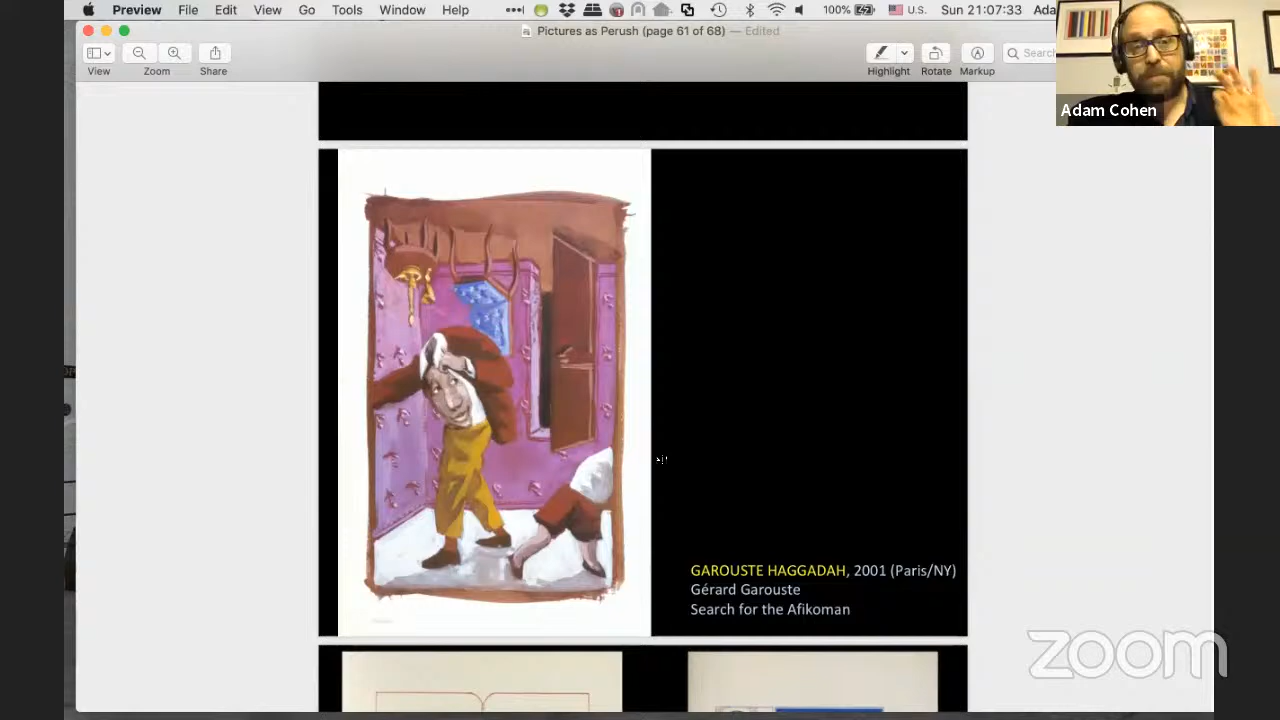 Preview File Edit View Go Tools Window Help 100% U.S. Sun 21:07:33 Ada
Pictures as Perush (page 61 of 68) — Edited
View Zoom Share Highlight Rotate Markup Search
Adam Cohen
GAROUSTE HAGGADAH, 2001 (Paris/NY)
Gérard Garouste
Search for the Afikoman
zoom